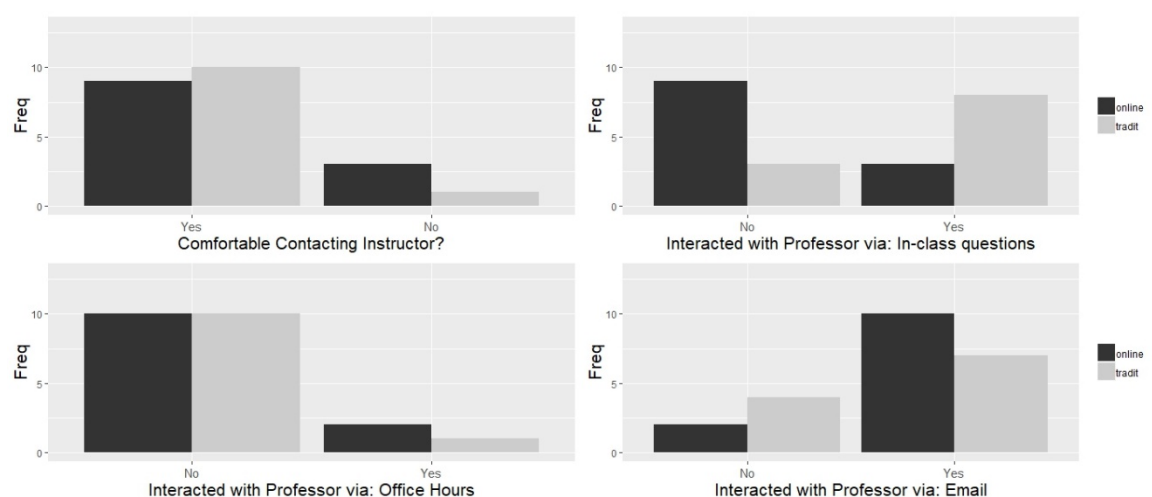 Freq
10
5
0
Yes No
Comfortable Contacting Instructor?
Freq
10
5
0
No Yes
Interacted with Professor via: In-class questions
online
tradit
Freq
10
5
0
No Yes
Interacted with Professor via: Office Hours
Freq
10
5
0
No Yes
Interacted with Professor via: Email
online
tradit